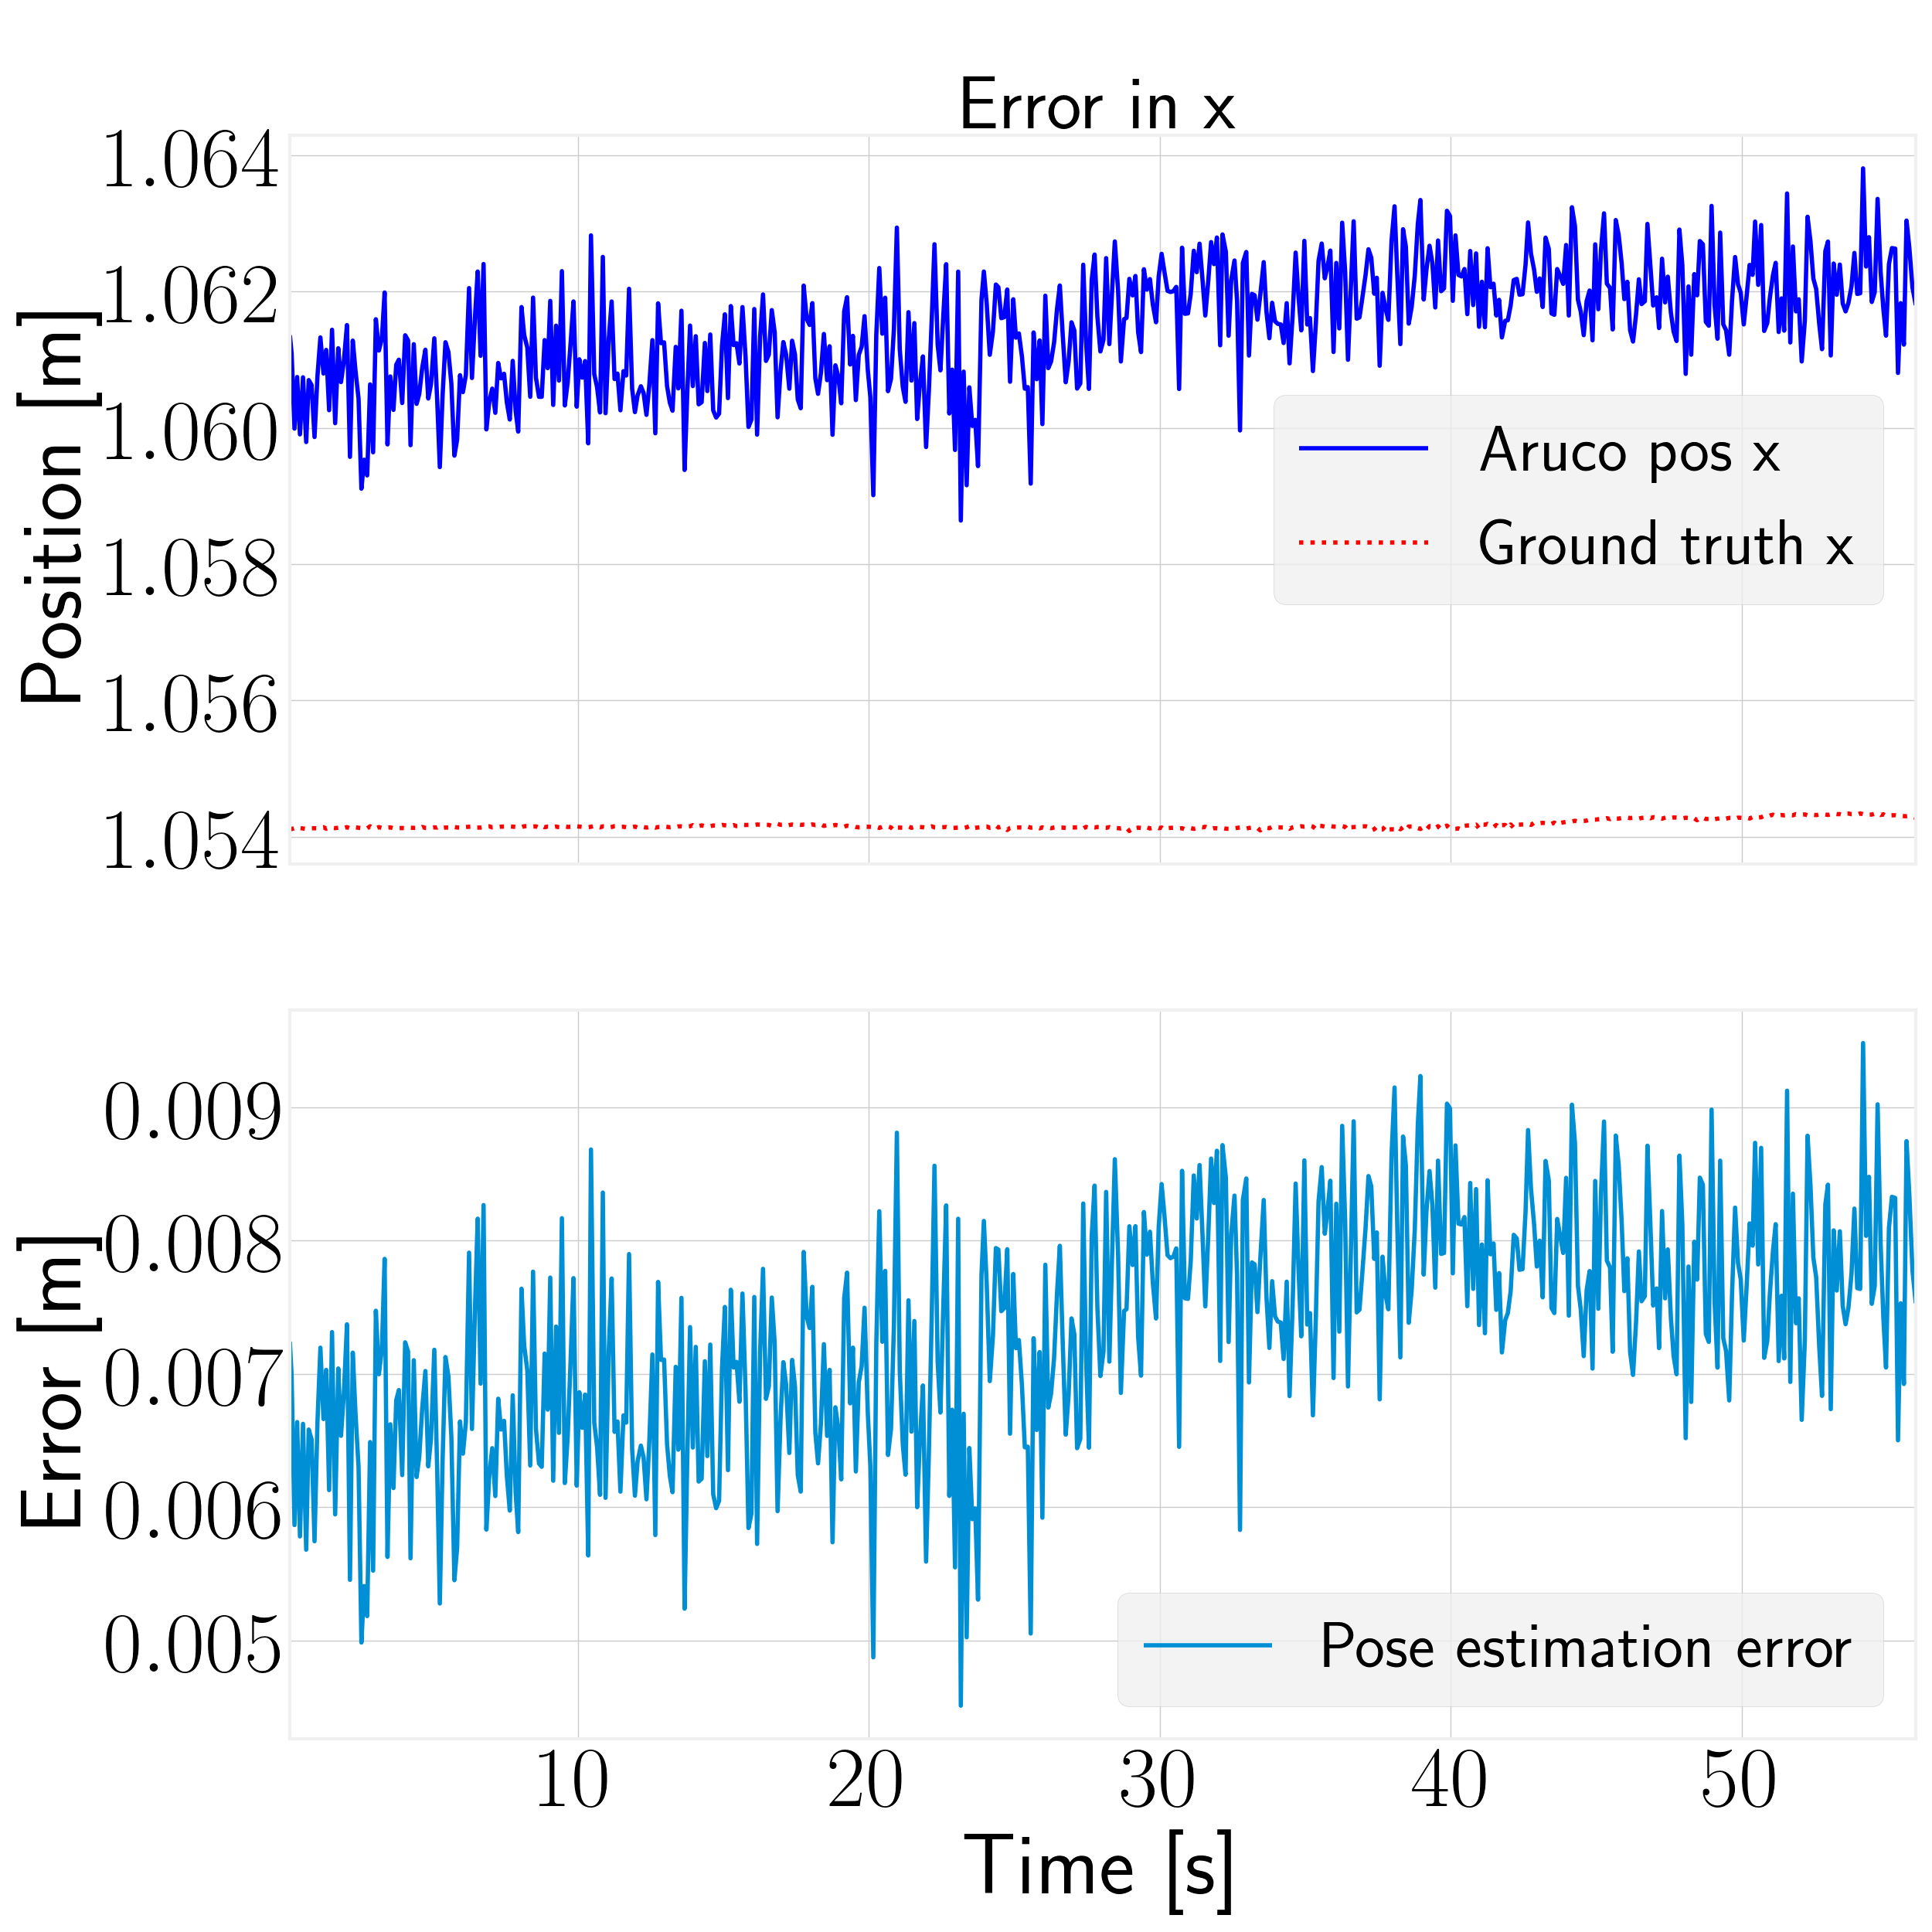 Error in x
Position [m]
1.064
1.062
1.060
1.058
1.056
1.054
Aruco pos x
Ground truth x
Error [m]
0.009
0.008
0.007
0.006
0.005
Pose estimation error
10 20 30 40 50
Time [s]